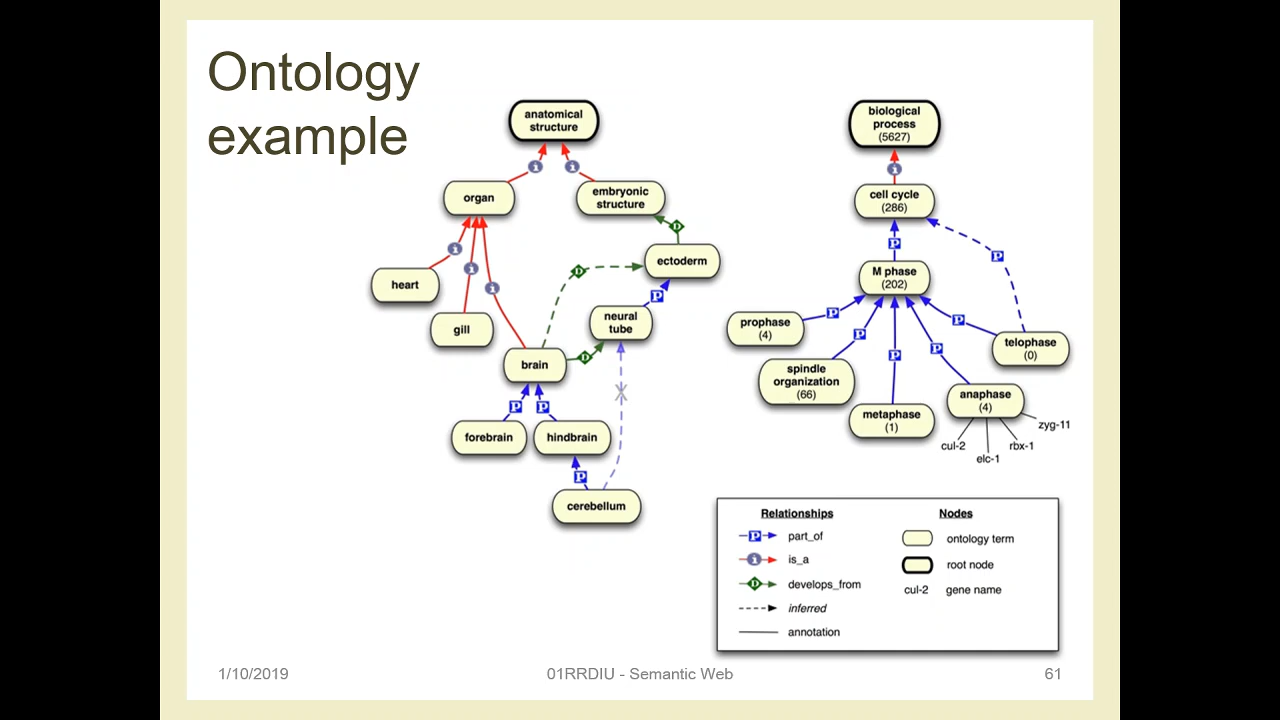 Ontology
example
anatomical
structure
i
i
organ
embryonic
structure
D
i
i
i
D
ectoderm
heart
P
gill
neural
tube
brain
D
P
P
X
forebrain
hindbrain
P
cerebellum
biological
process
(5627)
i
cell cycle
(286)
P
P
M phase
(202)
P
P
P
P
P
prophase
(4)
telophase
(0)
spindle
organization
(66)
anaphase
(4)
metaphase
(1)
zyg-11
cul-2
rbx-1
elc-1
Relationships
P part_of
i is_a
D develops_from
inferred
annotation
Nodes
ontology term
root node
cul-2 gene name
1/10/2019
01RRDIU - Semantic Web
61